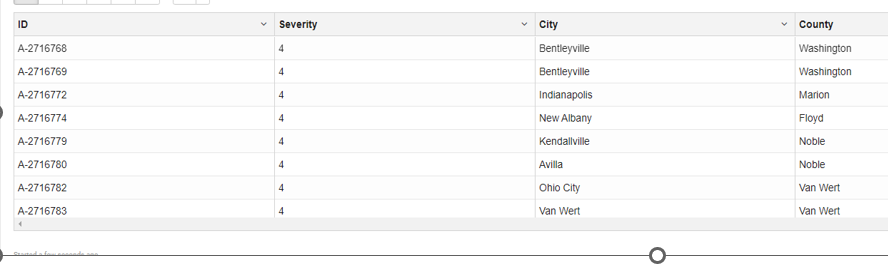 ID Severity City County
A-2716768 4 Bentleyville Washington
A-2716769 4 Bentleyville Washington
A-2716772 4 Indianapolis Marion
A-2716774 4 New Albany Floyd
A-2716779 4 Kendallville Noble
A-2716780 4 Avilla Noble
A-2716782 4 Ohio City Van Wert
A-2716783 4 Van Wert Van Wert
Started a few seconds ago